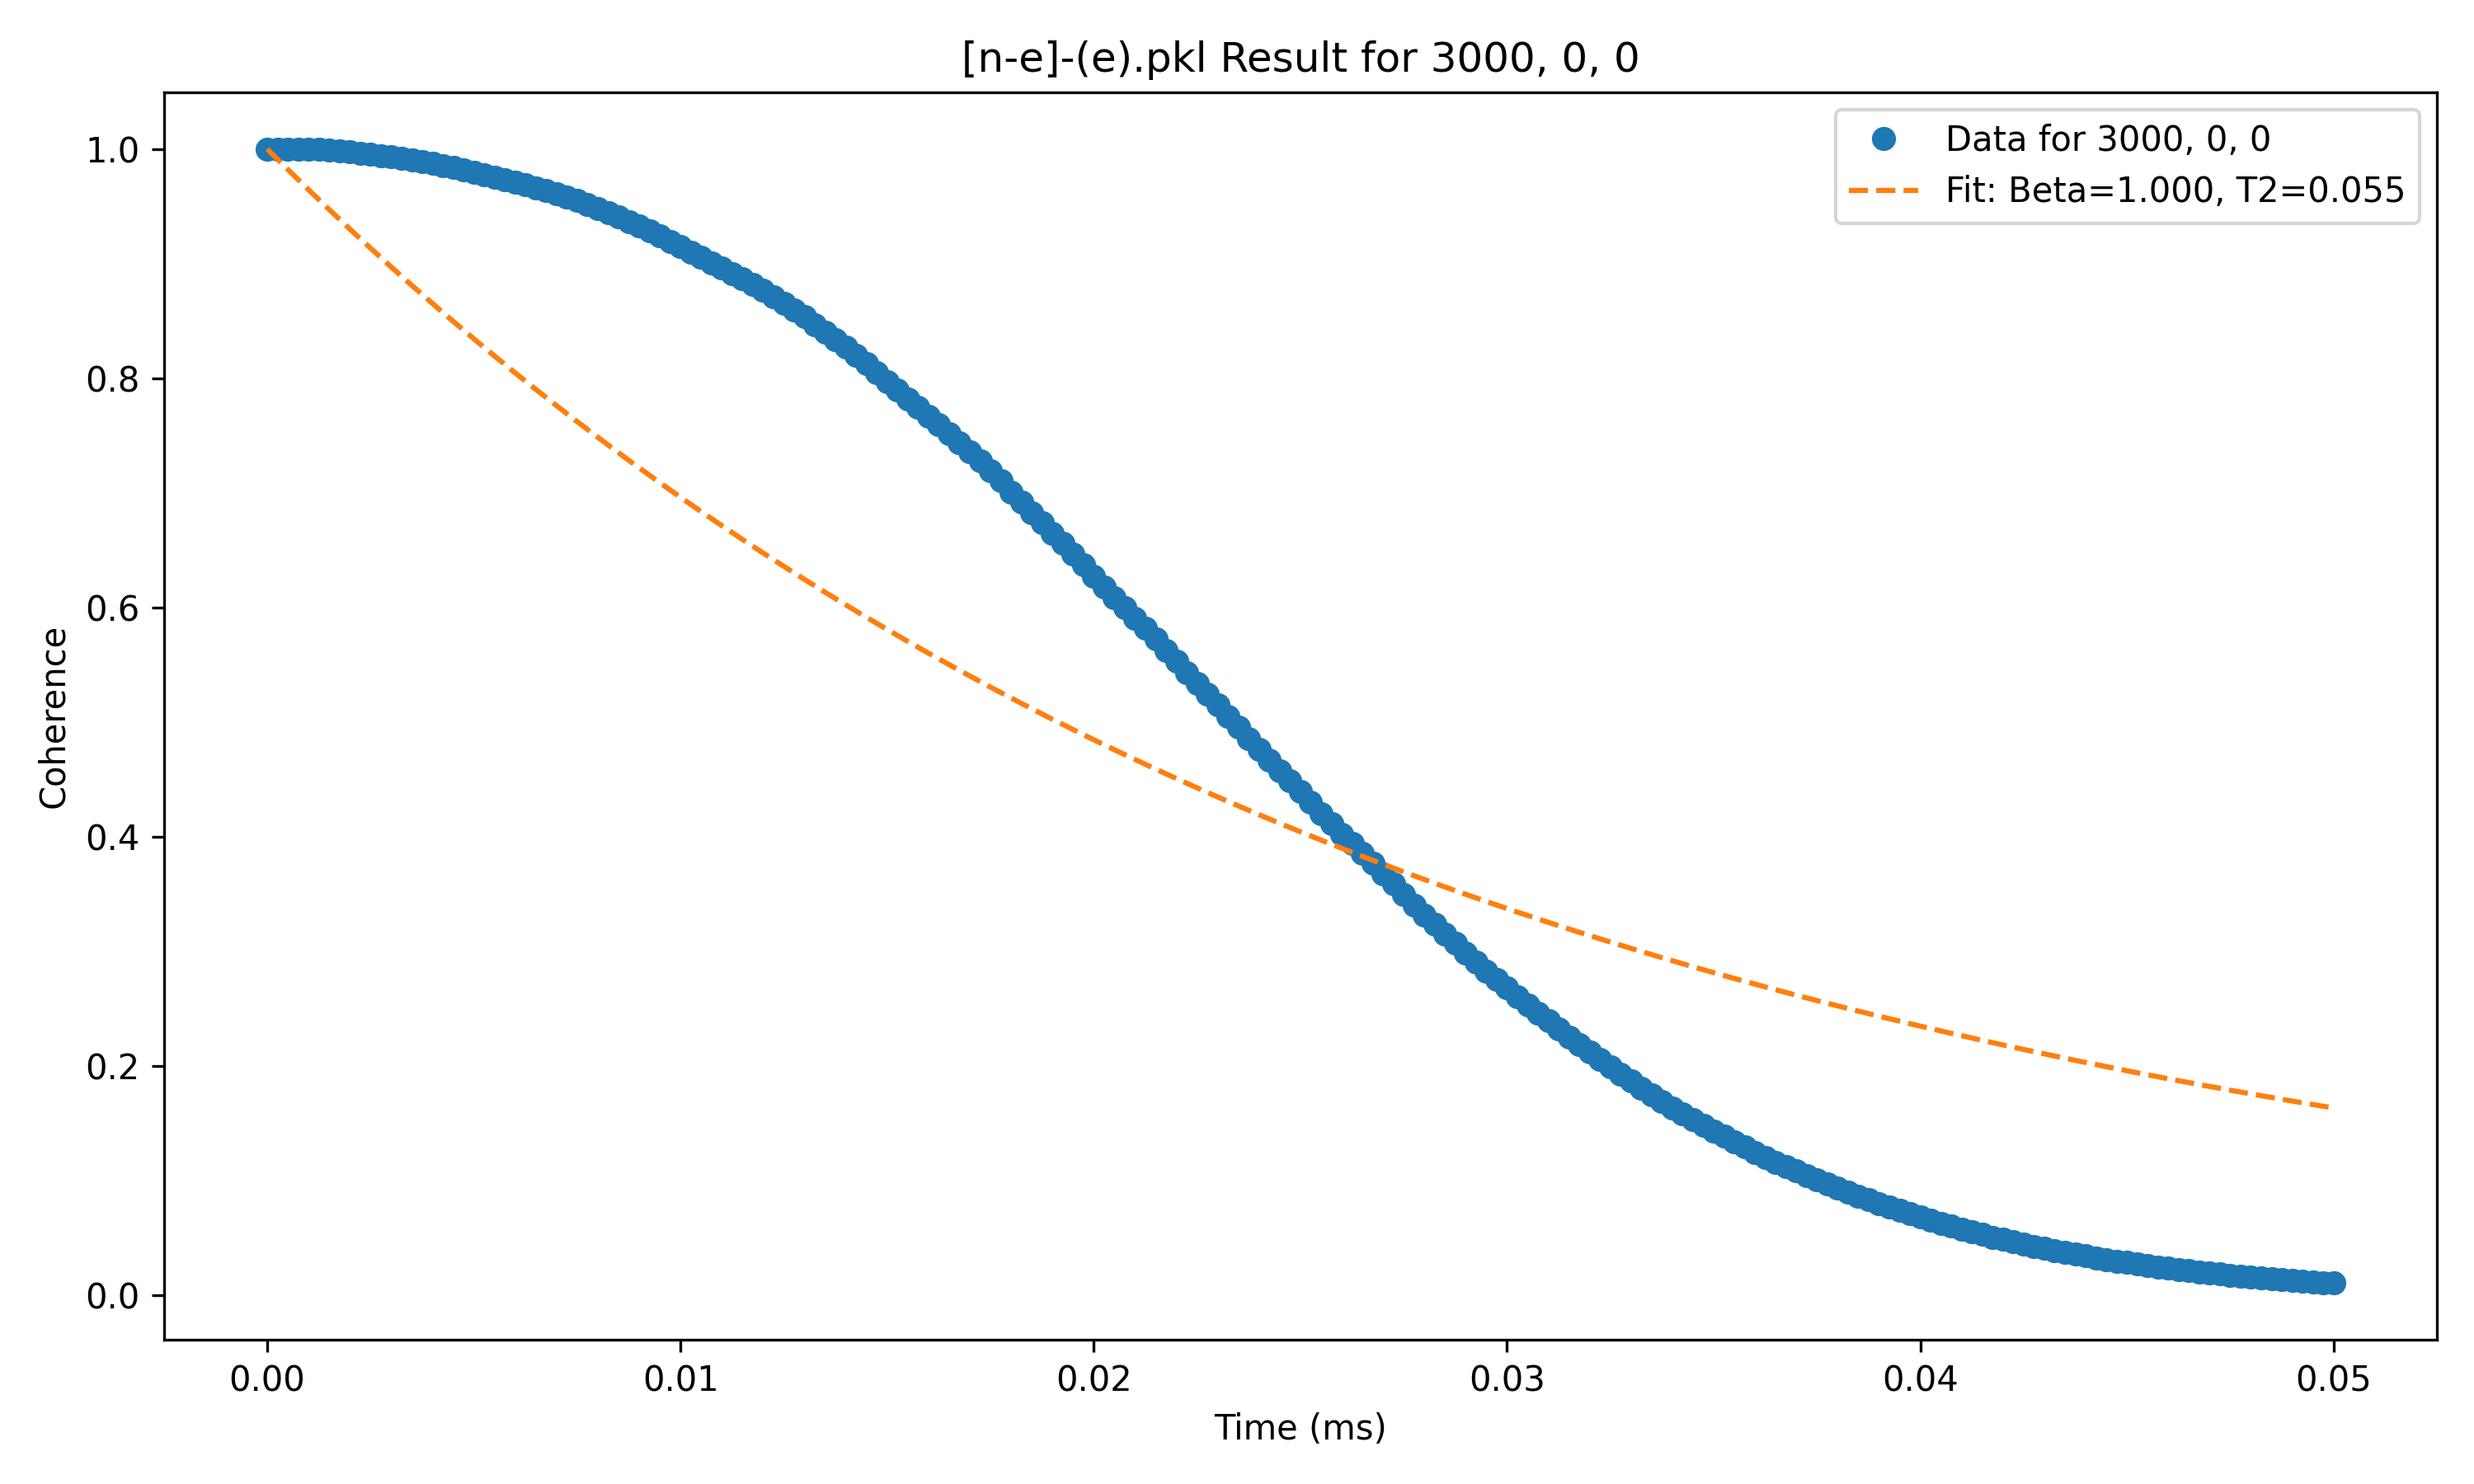 [n-e]-(e).pkl Result for 3000, 0, 0
Data for 3000, 0, 0
Fit: Beta=1.000, T2=0.055
Coherence
1.0
0.8
0.6
0.4
0.2
0.0
0.00 0.01 0.02 0.03 0.04 0.05
Time (ms)